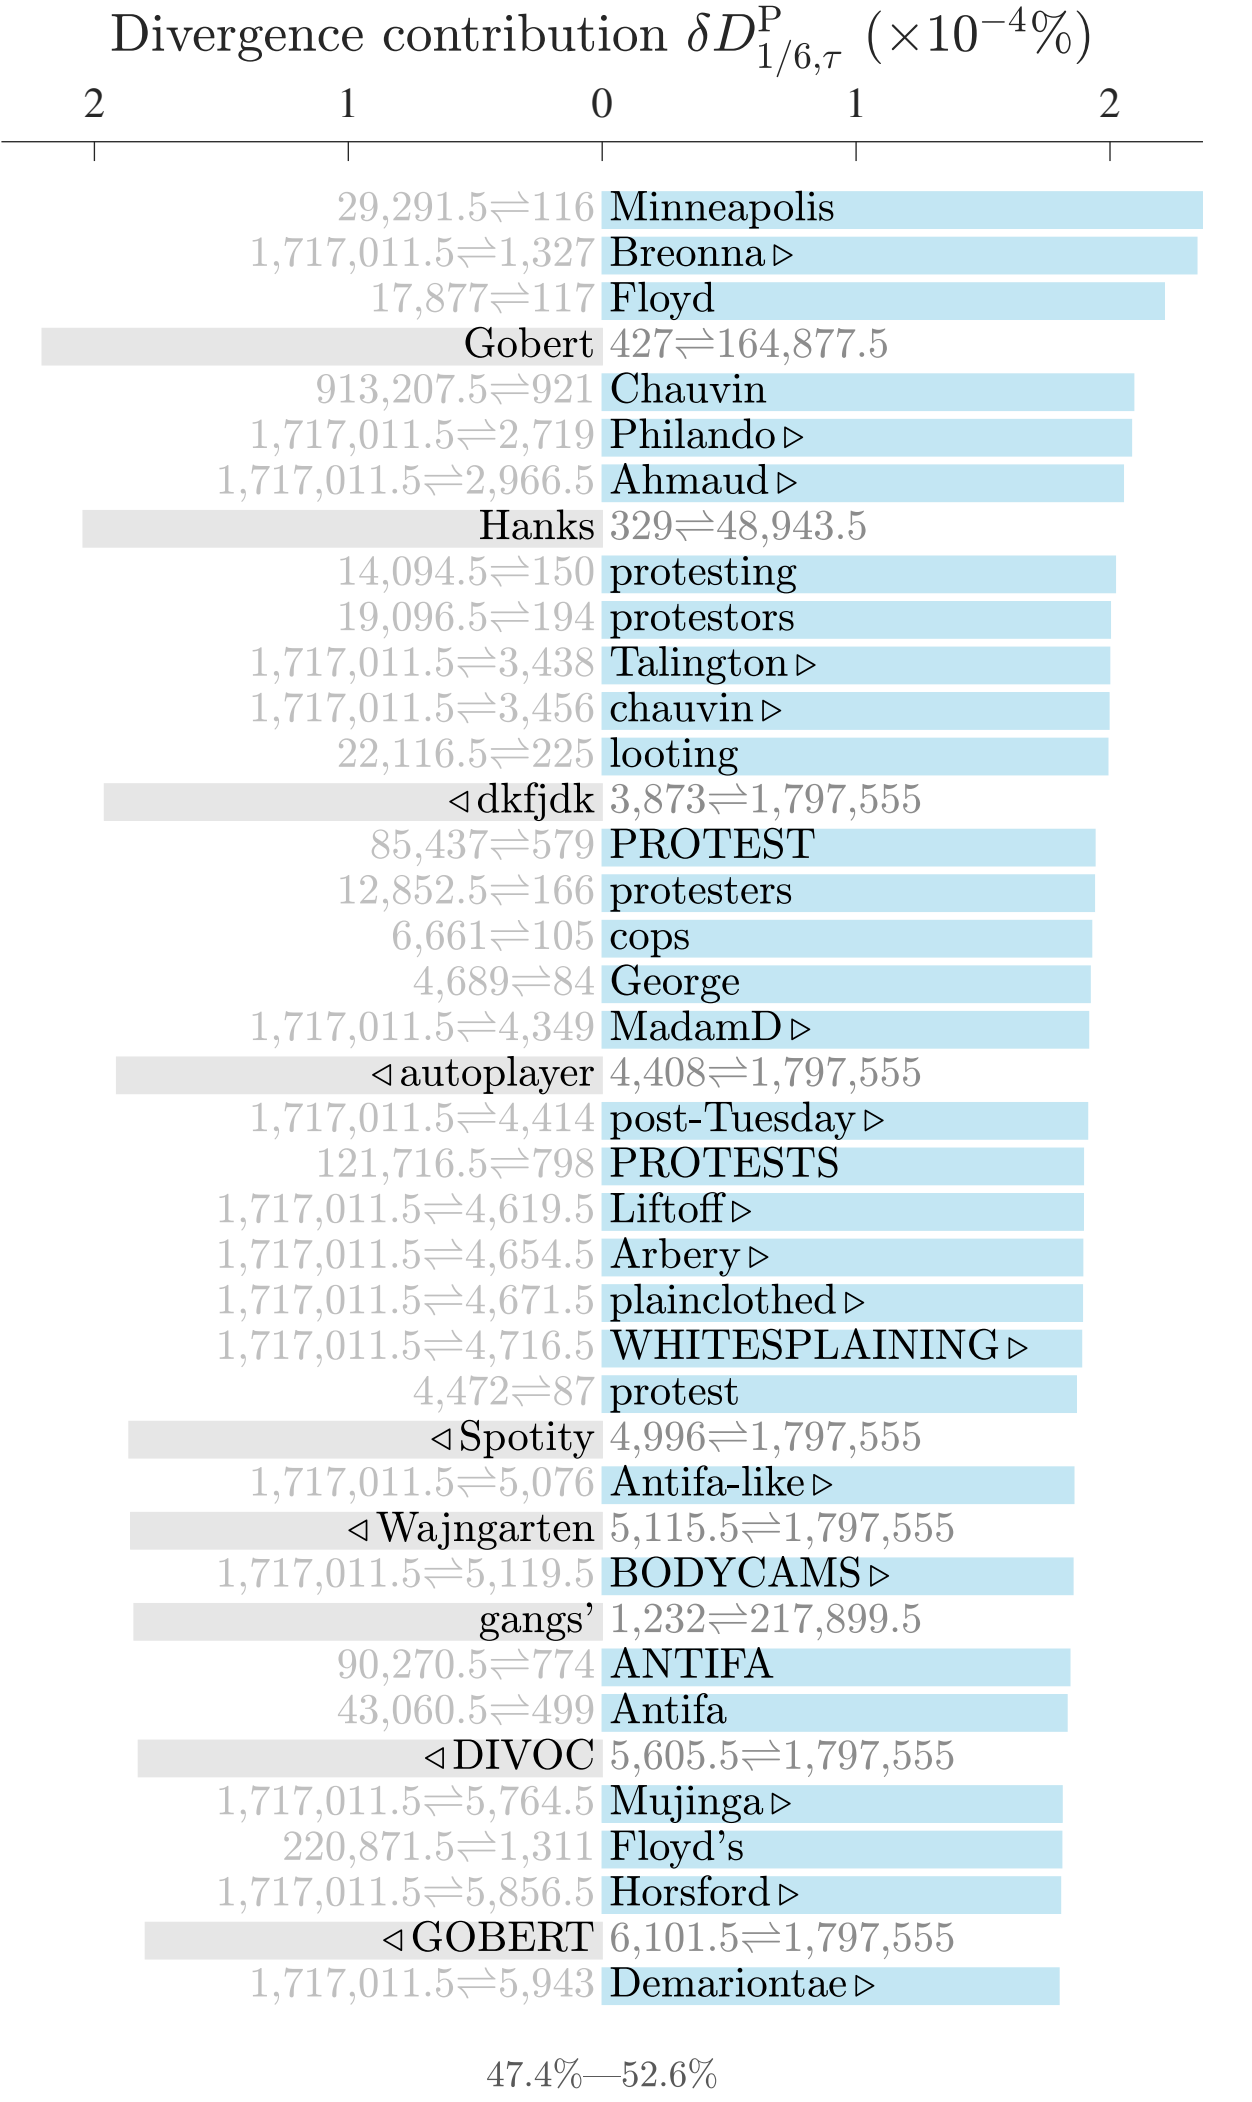 Divergence contribution δD^P_{1/6,τ} (×10^{−4}%)
2 1 0 1 2
29,291.5⇌116 Minneapolis
1,717,011.5⇌1,327 Breonna▷
17,877⇌117 Floyd
Gobert 427⇌164,877.5
913,207.5⇌921 Chauvin
1,717,011.5⇌2,719 Philando▷
1,717,011.5⇌2,966.5 Ahmaud▷
Hanks 329⇌48,943.5
14,094.5⇌150 protesting
19,096.5⇌194 protestors
1,717,011.5⇌3,438 Talington▷
1,717,011.5⇌3,456 chauvin▷
22,116.5⇌225 looting
◁dkfjdk 3,873⇌1,797,555
85,437⇌579 PROTEST
12,852.5⇌166 protesters
6,661⇌105 cops
4,689⇌84 George
1,717,011.5⇌4,349 MadamD▷
◁autoplayer 4,408⇌1,797,555
1,717,011.5⇌4,414 post-Tuesday▷
121,716.5⇌798 PROTESTS
1,717,011.5⇌4,619.5 Liftoff▷
1,717,011.5⇌4,654.5 Arbery▷
1,717,011.5⇌4,671.5 plainclothed▷
1,717,011.5⇌4,716.5 WHITESPLAINING▷
4,472⇌87 protest
◁Spotity 4,996⇌1,797,555
1,717,011.5⇌5,076 Antifa-like▷
◁Wajngarten 5,115.5⇌1,797,555
1,717,011.5⇌5,119.5 BODYCAMS▷
gangs’ 1,232⇌217,899.5
90,270.5⇌774 ANTIFA
43,060.5⇌499 Antifa
◁DIVOC 5,605.5⇌1,797,555
1,717,011.5⇌5,764.5 Mujinga▷
220,871.5⇌1,311 Floyd’s
1,717,011.5⇌5,856.5 Horsford▷
◁GOBERT 6,101.5⇌1,797,555
1,717,011.5⇌5,943 Demariontae▷
47.4%—52.6%